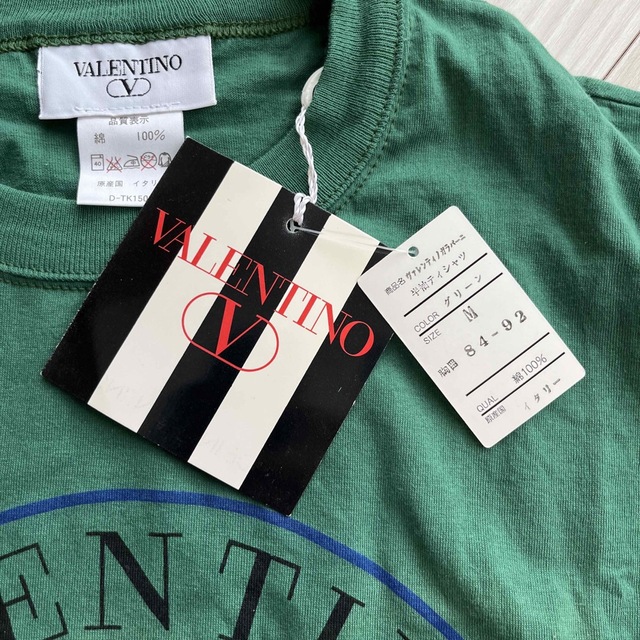 VALENTINO
V
品質表示
綿 100%
40
原産国 イタリ
D-TK150
VALENTINO
V
商品名 ヴァレンティノガラバーニ
半袖ティシャツ
COLOR グリーン
SIZE M
胸囲 84-92
QUAL 綿100%
原産国 イタリー
ENTI